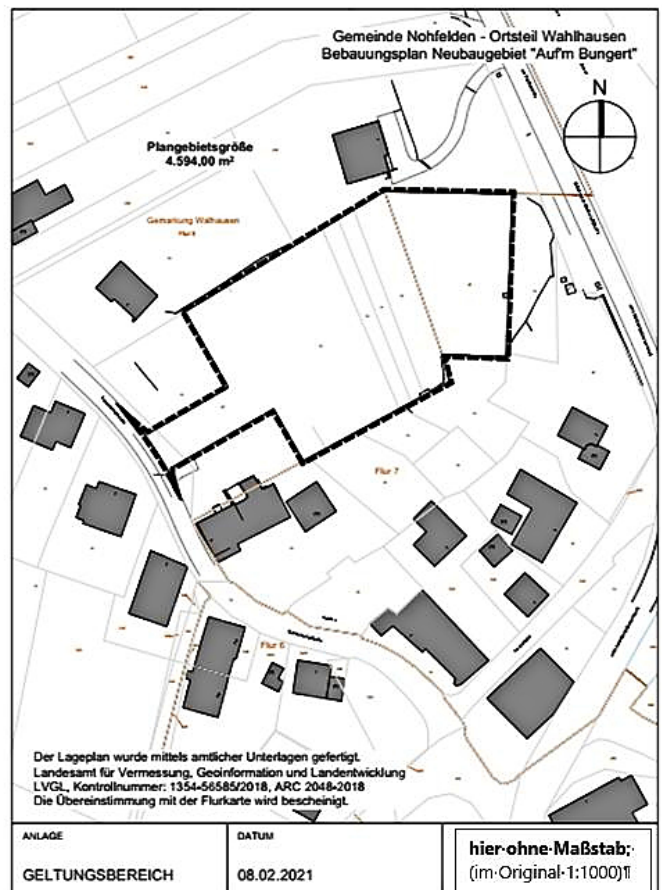 Gemeinde Nohfelden - Ortsteil Wahlhausen
Bebauungsplan Neubaugebiet "Auf'm Bungert"
N
Plangebietsgröße
4.594,00 m²
Gemarkung Walhausen
Flur 7
Flur 6
Der Lageplan wurde mittels amtlicher Unterlagen gefertigt.
Landesamt für Vermessung, Geoinformation und Landentwicklung
LVGL, Kontrollnummer: 1354-56585/2018, ARC 2048-2018
Die Übereinstimmung mit der Flurkarte wird bescheinigt.
ANLAGE
GELTUNGSBEREICH
DATUM
08.02.2021
hier·ohne·Maßstab;·
(im·Original·1:1000)¶